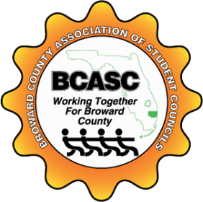 BROWARD COUNTY ASSOCIATION OF STUDENT COUNCILS
BCASC
Working Together
For Broward
County